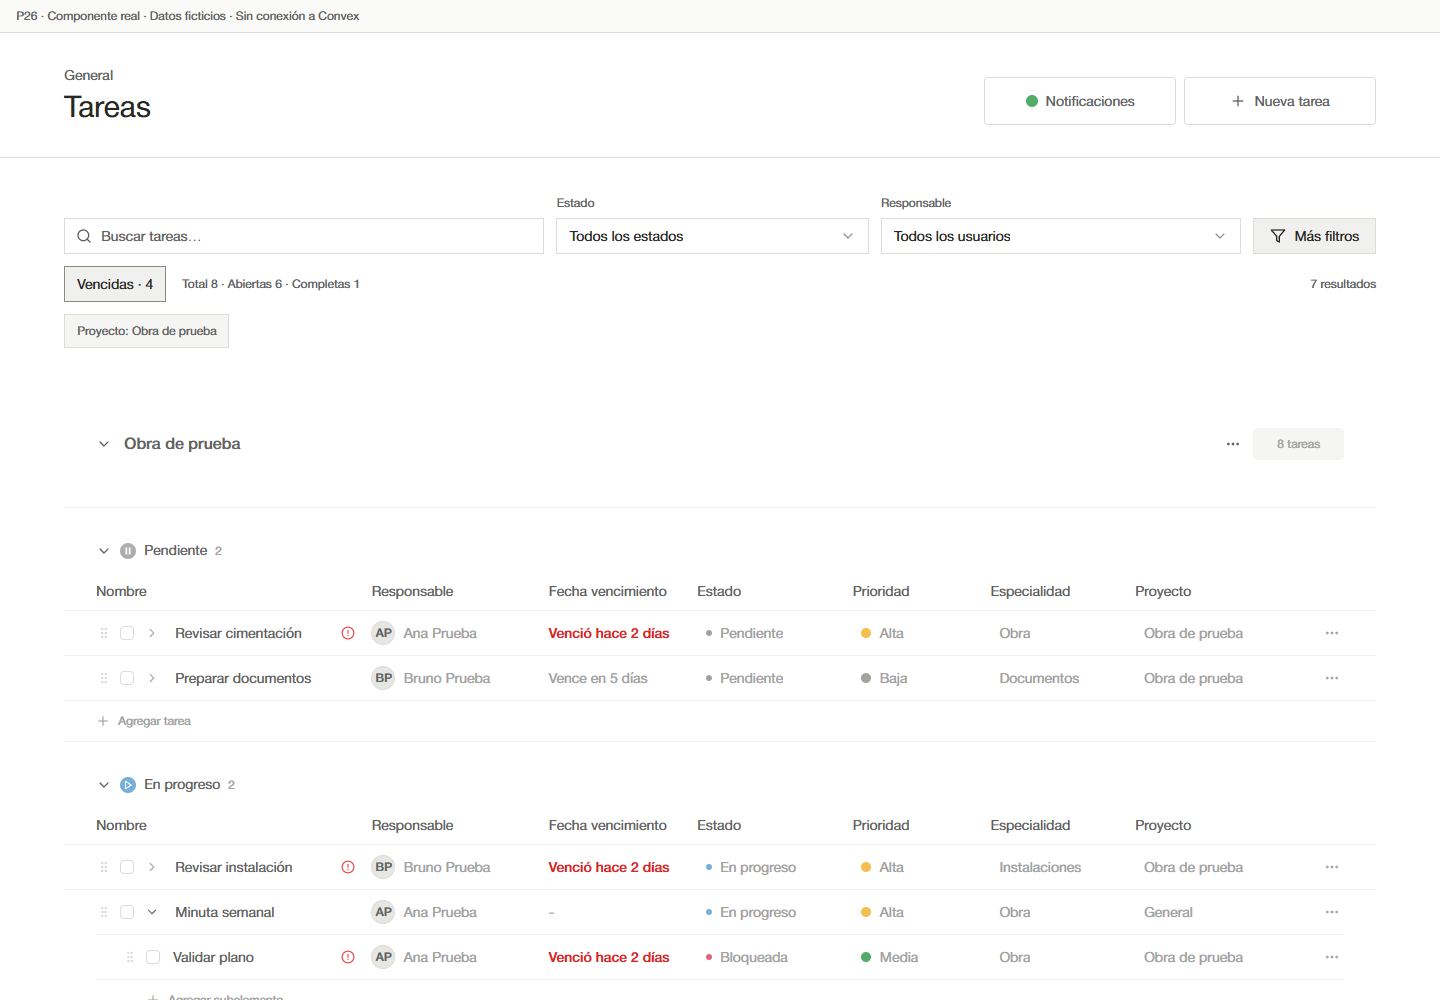 P26 · Componente real · Datos ficticios · Sin conexión a Convex
General
Tareas
Notificaciones
Nueva tarea
Estado
Responsable
Buscar tareas…
Todos los estados
Todos los usuarios
Más filtros
Vencidas · 4
Total 8 · Abiertas 6 · Completas 1
7 resultados
Proyecto: Obra de prueba
Obra de prueba
8 tareas
Pendiente 2
Nombre Responsable Fecha vencimiento Estado Prioridad Especialidad Proyecto
Revisar cimentación AP Ana Prueba Venció hace 2 días Pendiente Alta Obra Obra de prueba
Preparar documentos BP Bruno Prueba Vence en 5 días Pendiente Baja Documentos Obra de prueba
Agregar tarea
En progreso 2
Nombre Responsable Fecha vencimiento Estado Prioridad Especialidad Proyecto
Revisar instalación BP Bruno Prueba Venció hace 2 días En progreso Alta Instalaciones Obra de prueba
Minuta semanal AP Ana Prueba - En progreso Alta Obra General
Validar plano AP Ana Prueba Venció hace 2 días Bloqueada Media Obra Obra de prueba
Agregar subelemento